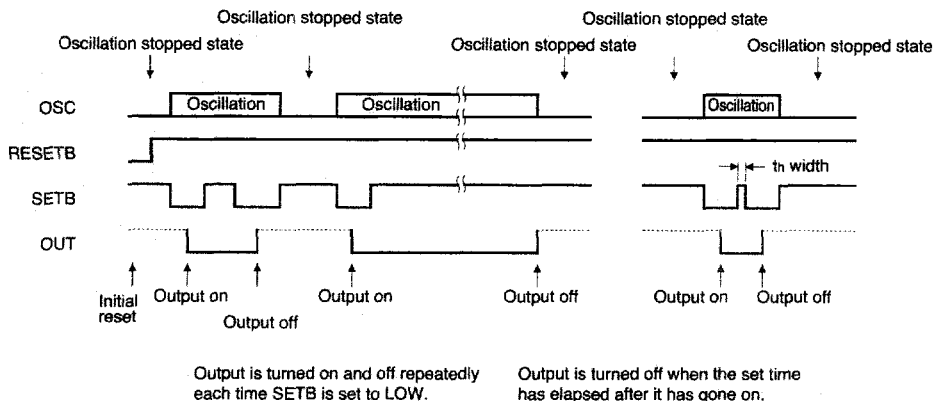 Oscillation stopped state
Oscillation stopped state
Oscillation stopped state
Oscillation stopped state
Oscillation stopped state
OSC
Oscillation
Oscillation
Oscillation
RESETB
th width
SETB
OUT
Initial
reset
Output on
Output off
Output on
Output off
Output on
Output off
Output is turned on and off repeatedly
each time SETB is set to LOW.
Output is turned off when the set time
has elapsed after it has gone on.